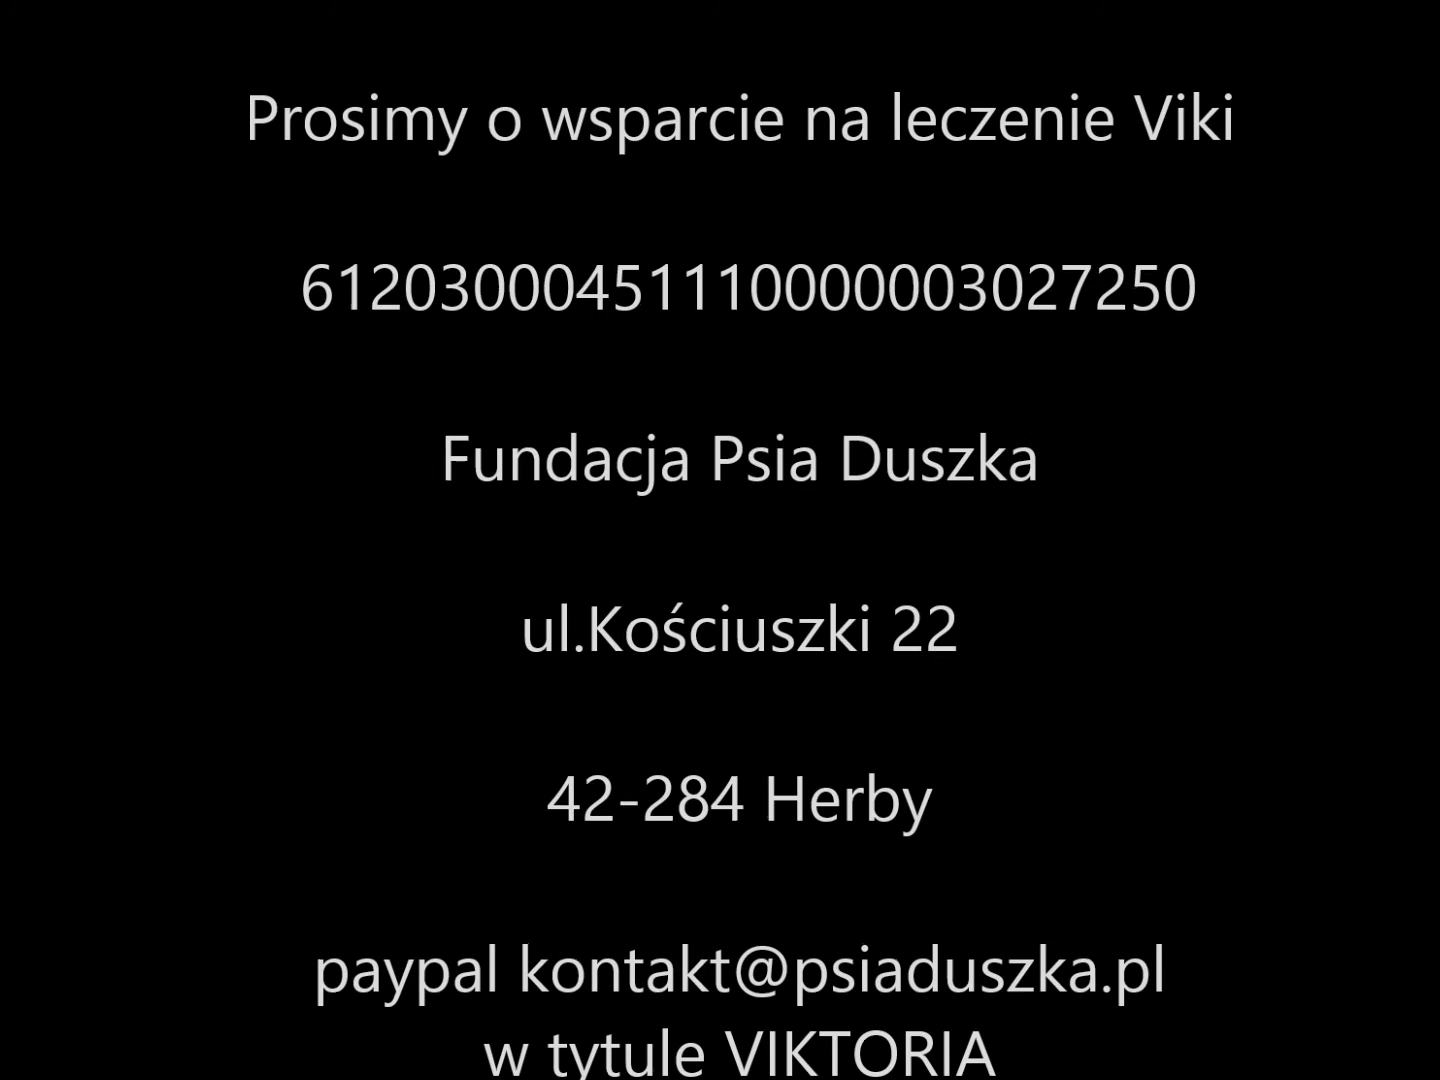 Prosimy o wsparcie na leczenie Viki
61203000451110000003027250
Fundacja Psia Duszka
ul.Kościuszki 22
42-284 Herby
paypal kontakt@psiaduszka.pl
w tytule VIKTORIA